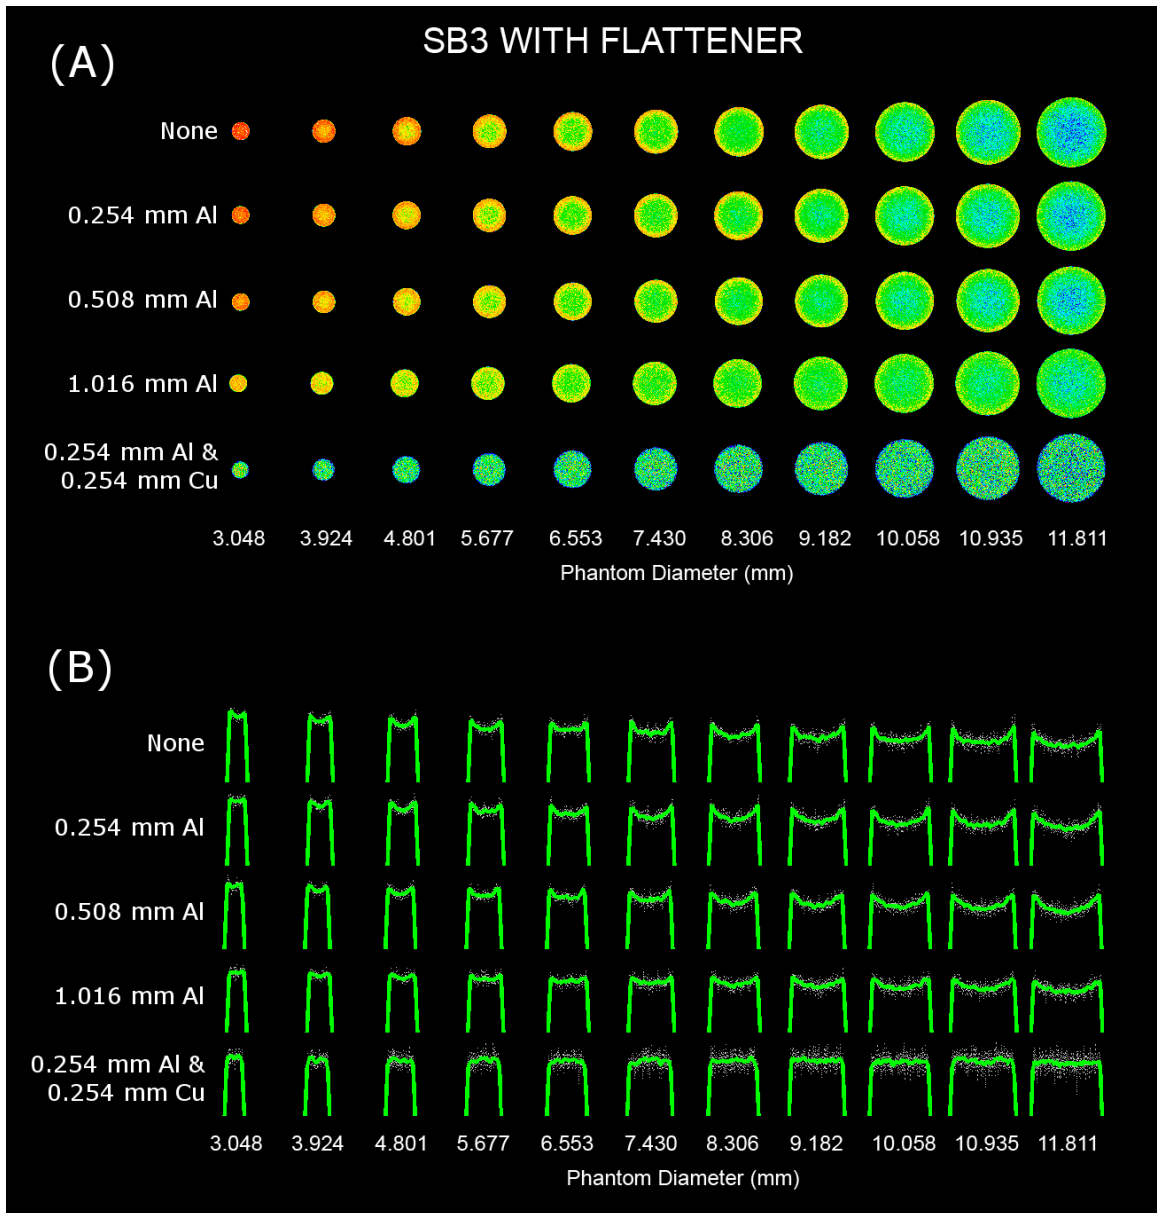 SB3 WITH FLATTENER
(A)
None
0.254 mm Al
0.508 mm Al
1.016 mm Al
0.254 mm Al &
0.254 mm Cu
3.048 3.924 4.801 5.677 6.553 7.430 8.306 9.182 10.058 10.935 11.811
Phantom Diameter (mm)
(B)
None
0.254 mm Al
0.508 mm Al
1.016 mm Al
0.254 mm Al &
0.254 mm Cu
3.048 3.924 4.801 5.677 6.553 7.430 8.306 9.182 10.058 10.935 11.811
Phantom Diameter (mm)